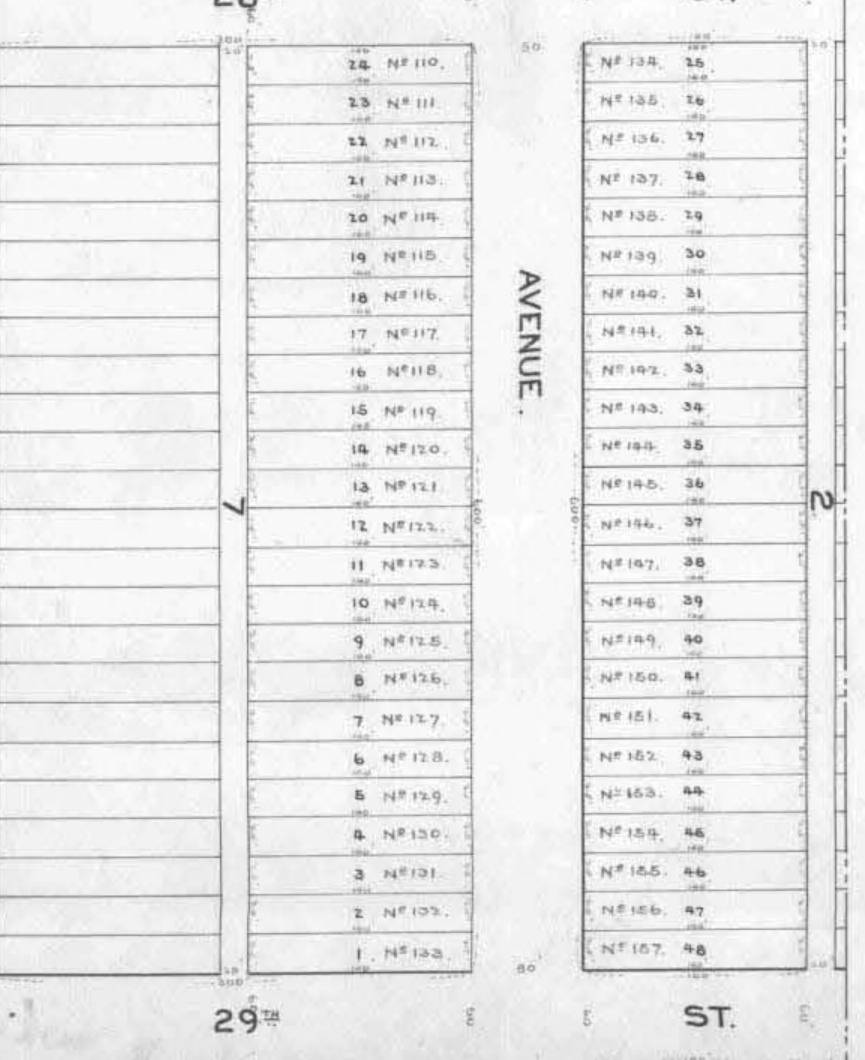 24 Nº 110.
23 Nº 111
22 Nº 112.
21 Nº 113.
20 Nº 114.
19 Nº 115
18 Nº 116.
17 Nº 117.
16 Nº 118.
15 Nº 119.
14 Nº 120.
13 Nº 121
12 Nº 122.
11 Nº 123.
10 Nº 124.
9 Nº 125.
8 Nº 126.
7 Nº 127.
6 Nº 128.
5 Nº 129.
4 Nº 130.
3 Nº 131.
2 Nº 132.
1. Nº 133
7
AVENUE.
600
600
50
80
Nº 134. 25
Nº 135. 26
Nº 136. 27
Nº 137. 28
Nº 138. 29
Nº 139. 30
Nº 140. 31
Nº 141. 32
Nº 142. 33
Nº 143. 34
Nº 144. 35
Nº 145. 36
Nº 146. 37
Nº 147. 38
Nº 148. 39
Nº 149. 40
Nº 150. 41
Nº 151. 42
Nº 152. 43
Nº 153. 44
Nº 154. 45
Nº 155. 46
Nº 156. 47
Nº 157. 48
2
29TH ST.